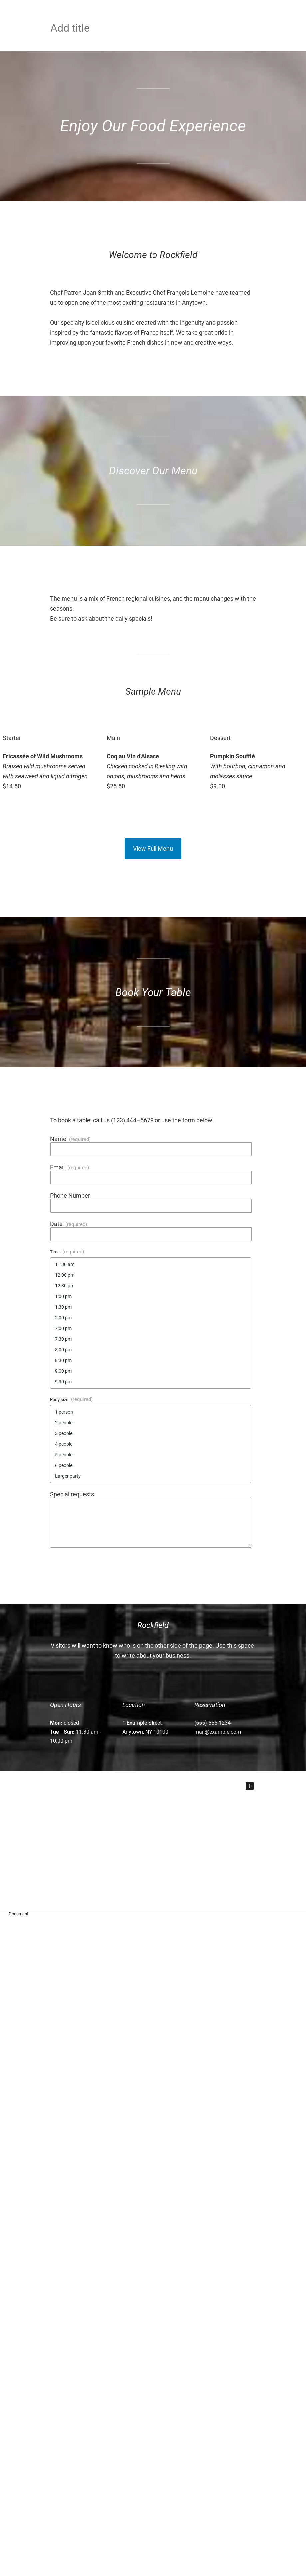 Add title
Enjoy Our Food Experience
Welcome to Rockfield
Chef Patron Joan Smith and Executive Chef François Lemoine have teamed
up to open one of the most exciting restaurants in Anytown.
Our specialty is delicious cuisine created with the ingenuity and passion
inspired by the fantastic flavors of France itself. We take great pride in
improving upon your favorite French dishes in new and creative ways.
Discover Our Menu
The menu is a mix of French regional cuisines, and the menu changes with the
seasons.
Be sure to ask about the daily specials!
Sample Menu
Starter
Fricassée of Wild Mushrooms
Braised wild mushrooms served
with seaweed and liquid nitrogen
$14.50
Main
Coq au Vin d'Alsace
Chicken cooked in Riesling with
onions, mushrooms and herbs
$25.50
Dessert
Pumpkin Soufflé
With bourbon, cinnamon and
molasses sauce
$9.00
View Full Menu
Book Your Table
To book a table, call us (123) 444–5678 or use the form below.
Name (required)
Email (required)
Phone Number
Date (required)
Time (required)
11:30 am
12:00 pm
12:30 pm
1:00 pm
1:30 pm
2:00 pm
7:00 pm
7:30 pm
8:00 pm
8:30 pm
9:00 pm
9:30 pm
Party size (required)
1 person
2 people
3 people
4 people
5 people
6 people
Larger party
Special requests
Rockfield
Visitors will want to know who is on the other side of the page. Use this space
to write about your business.
Open Hours
Mon: closed
Tue - Sun: 11:30 am -
10:00 pm
Location
1 Example Street,
Anytown, NY 10900
Reservation
(555) 555 1234
mail@example.com
Document